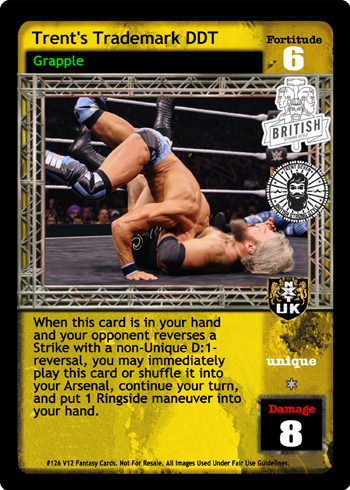 Trent's Trademark DDT
Fortitude
6
Grapple
BRITISH
NXT
UK
When this card is in your hand
and your opponent reverses a
Strike with a non-Unique D:1-
reversal, you may immediately
play this card or shuffle it into
your Arsenal, continue your turn,
and put 1 Ringside maneuver into
your hand.
unique
Damage
8
#126 V12 Fantasy Cards. Not For Resale. All Images Used Under Fair Use Guidelines.